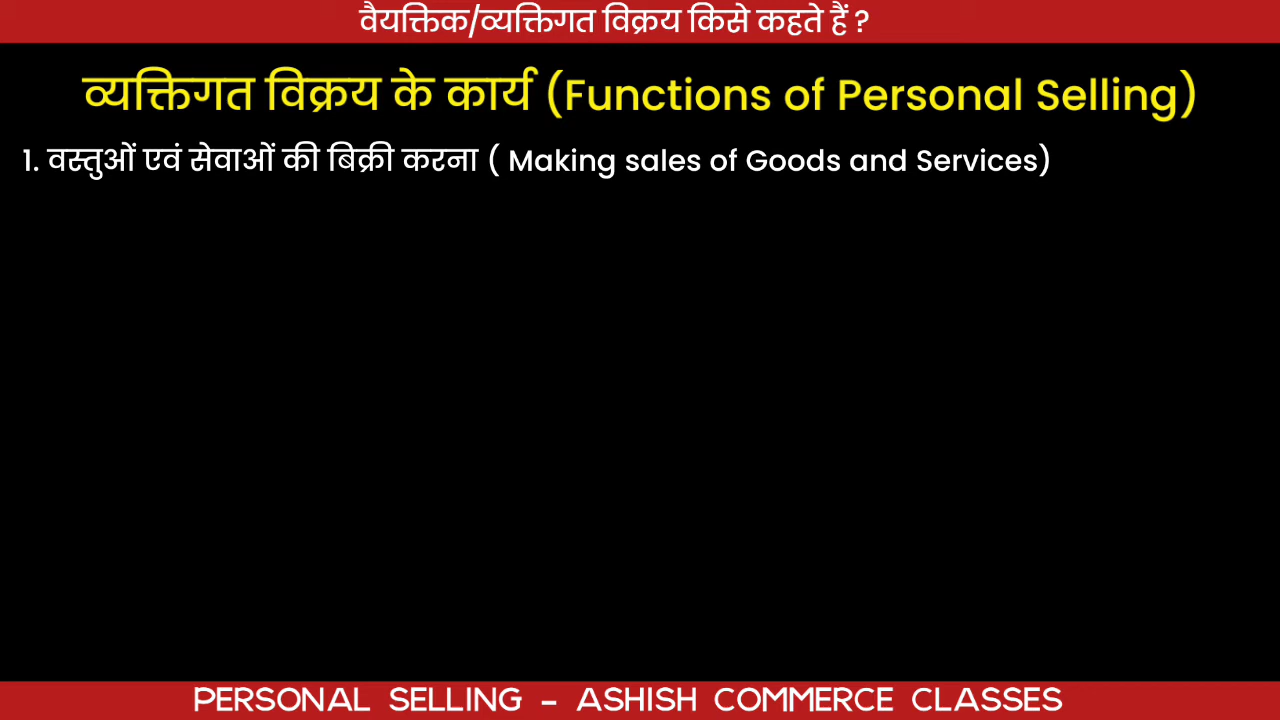 वैयक्तिक/व्यक्तिगत विक्रय किसे कहते हैं ?
व्यक्तिगत विक्रय के कार्य (Functions of Personal Selling)
1. वस्तुओं एवं सेवाओं की बिक्री करना ( Making sales of Goods and Services)
PERSONAL SELLING - ASHISH COMMERCE CLASSES